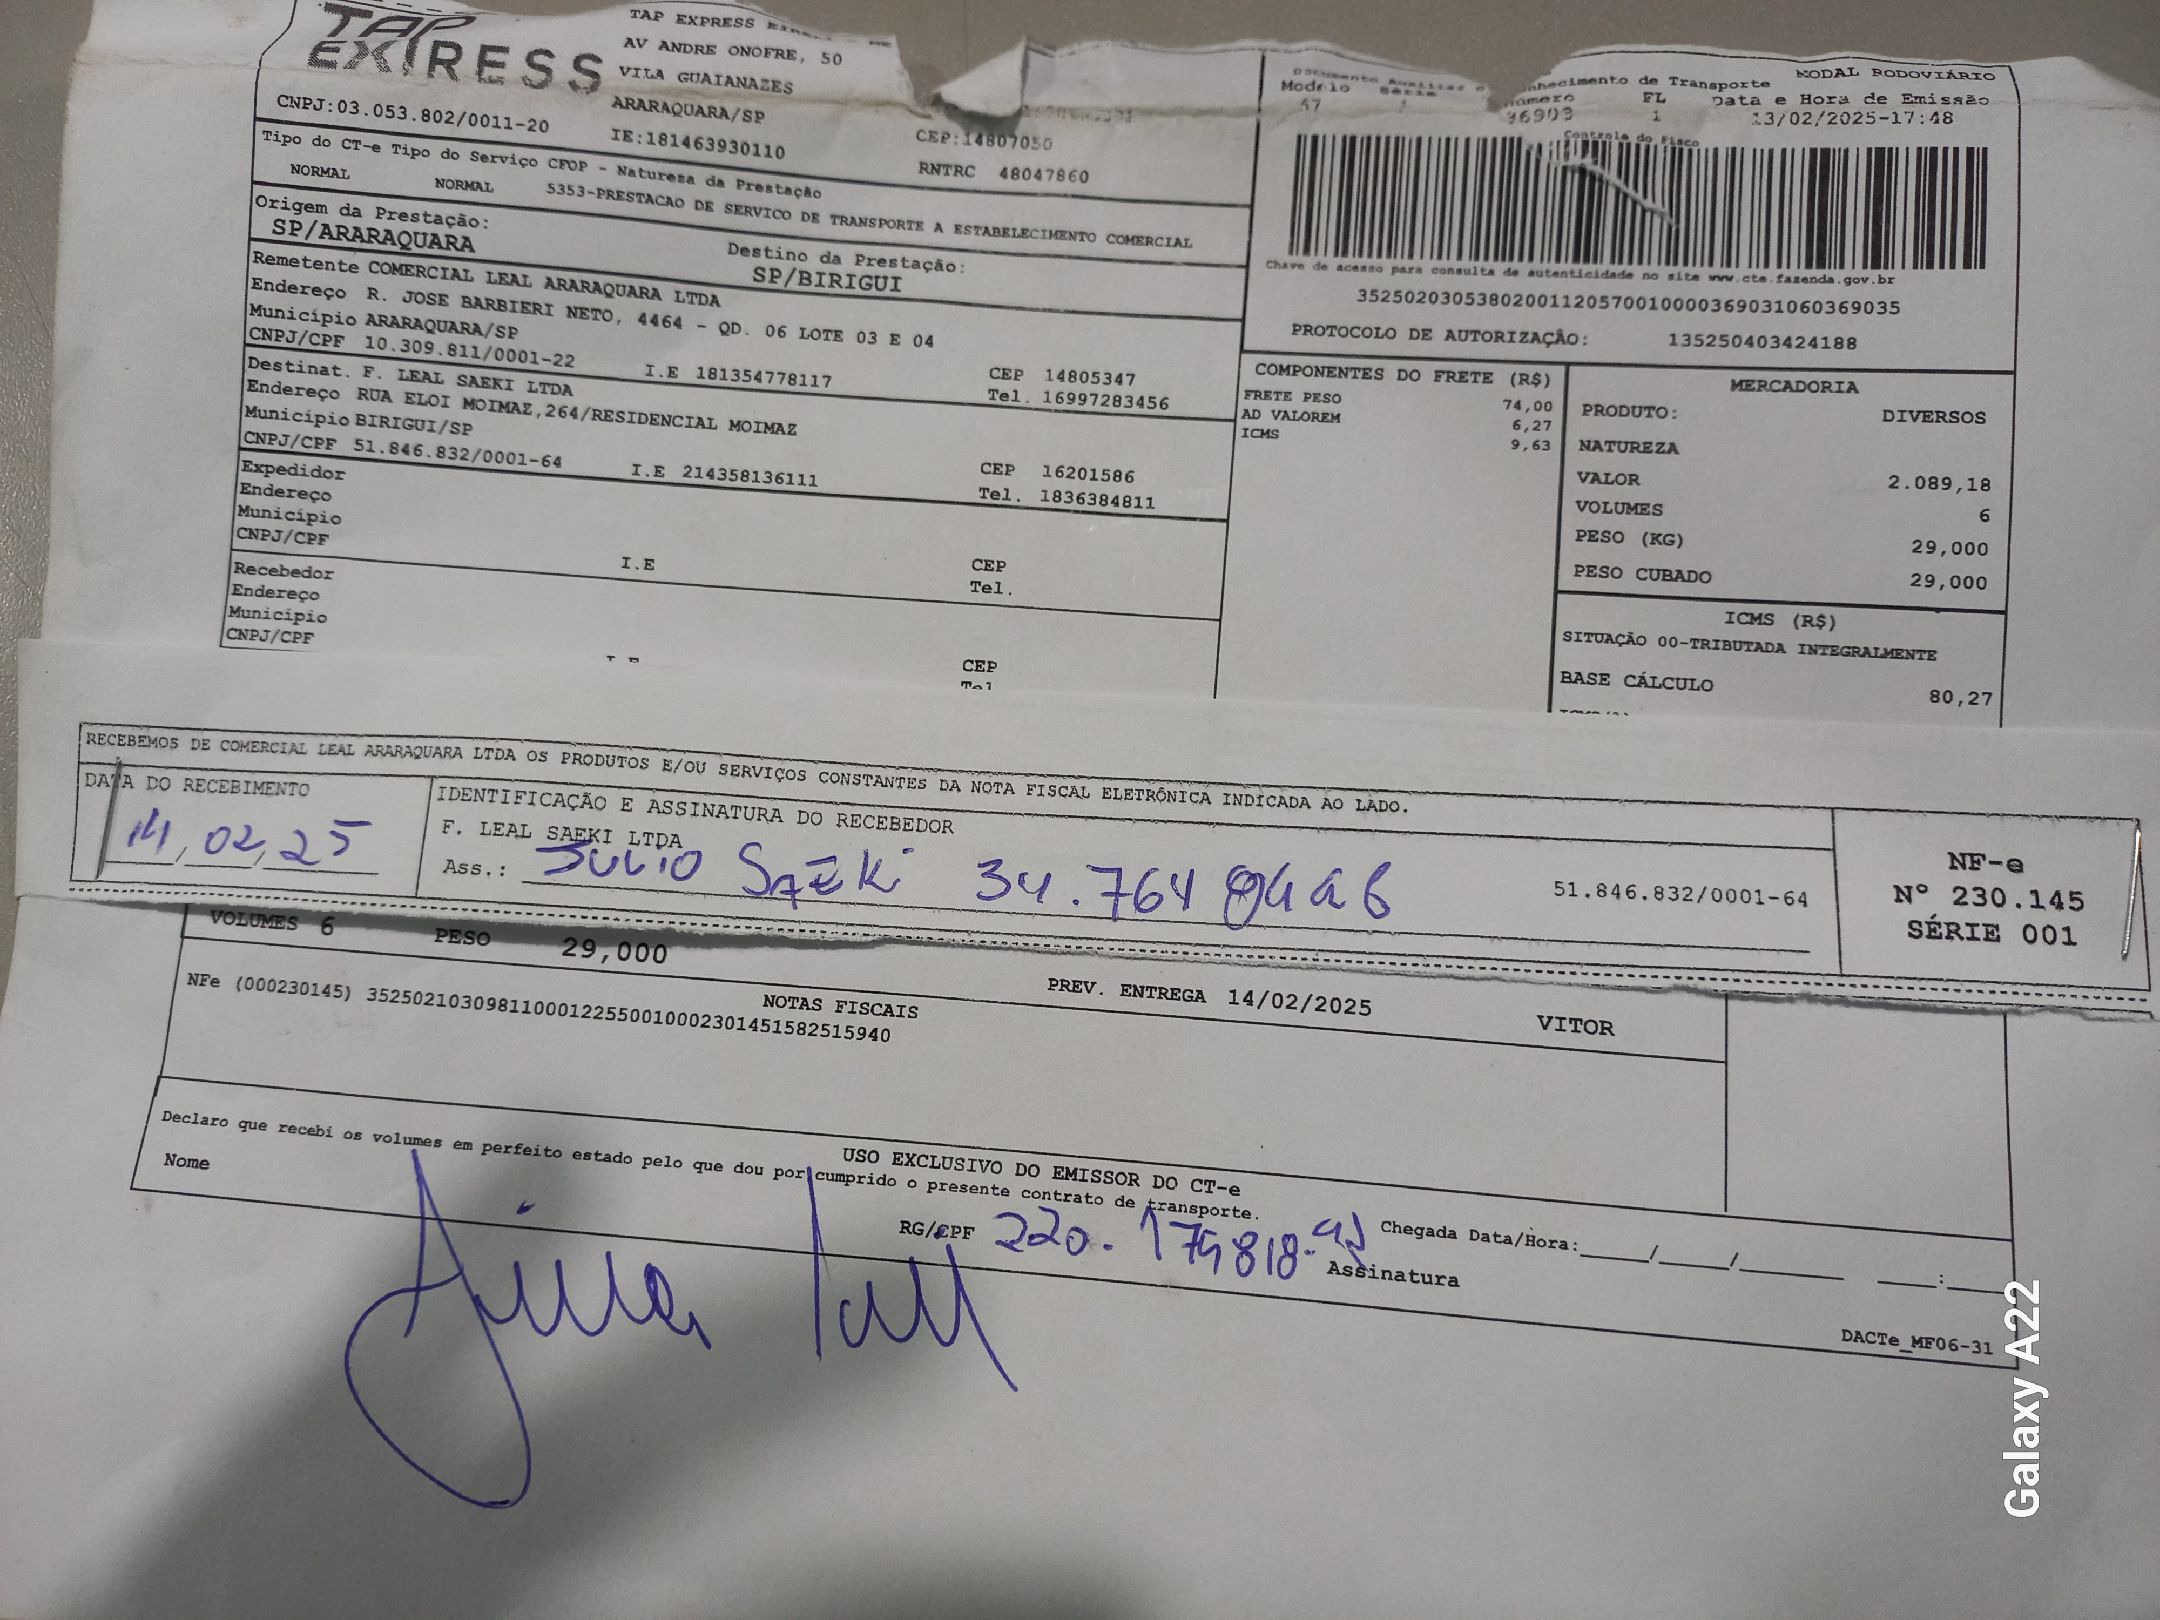 TAP EXPRESS
TAP EXPRESS
AV ANDRE ONOFRE, 50
VILA GUAIANAZES
ARARAQUARA/SP
CNPJ:03.053.802/0011-20
IE:181463930110
CEP:14807050
RNTRC 48047860
MODAL RODOVIÁRIO
Conhecimento de Transporte
Modelo Série número FL Data e Hora de Emissão
57 1 36903 1 13/02/2025-17:48
Controle do Fisco
Chave de acesso para consulta de autenticidade no site www.cte.fazenda.gov.br
35250203053802001120570010000369031060369035
PROTOCOLO DE AUTORIZAÇÃO: 135250403424188
Tipo do CT-e Tipo do Serviço CFOP - Natureza da Prestação
NORMAL NORMAL 5353-PRESTACAO DE SERVICO DE TRANSPORTE A ESTABELECIMENTO COMERCIAL
Origem da Prestação: Destino da Prestação:
SP/ARARAQUARA SP/BIRIGUI
Remetente COMERCIAL LEAL ARARAQUARA LTDA
Endereço R. JOSE BARBIERI NETO, 4464 - QD. 06 LOTE 03 E 04
Município ARARAQUARA/SP CEP 14805347
CNPJ/CPF 10.309.811/0001-22 I.E 181354778117 Tel. 16997283456
Destinat. F. LEAL SAEKI LTDA
Endereço RUA ELOI MOIMAZ,264/RESIDENCIAL MOIMAZ
Município BIRIGUI/SP CEP 16201586
CNPJ/CPF 51.846.832/0001-64 I.E 214358136111 Tel. 1836384811
Expedidor
Endereço
Município CEP
CNPJ/CPF I.E Tel.
Recebedor
Endereço
Município CEP
CNPJ/CPF I.E Tel
COMPONENTES DO FRETE (R$)
FRETE PESO 74,00
AD VALOREM 6,27
ICMS 9,63
MERCADORIA
PRODUTO: DIVERSOS
NATUREZA
VALOR 2.089,18
VOLUMES 6
PESO (KG) 29,000
PESO CUBADO 29,000
ICMS (R$)
SITUAÇÃO 00-TRIBUTADA INTEGRALMENTE
BASE CÁLCULO 80,27
RECEBEMOS DE COMERCIAL LEAL ARARAQUARA LTDA OS PRODUTOS E/OU SERVIÇOS CONSTANTES DA NOTA FISCAL ELETRÔNICA INDICADA AO LADO.
DATA DO RECEBIMENTO
14,02,25
IDENTIFICAÇÃO E ASSINATURA DO RECEBEDOR
F. LEAL SAEKI LTDA
Ass.: JULIO SAEKI 34.764 51.846.832/0001-64
NF-e
N° 230.145
SÉRIE 001
VOLUMES 6 PESO 29,000 PREV. ENTREGA 14/02/2025 VITOR
NOTAS FISCAIS
NFe (000230145) 35250210309811000122550010002301451582515940
USO EXCLUSIVO DO EMISSOR DO CT-e
Declaro que recebi os volumes em perfeito estado pelo que dou por cumprido o presente contrato de transporte.
Nome RG/CPF 220. Chegada Data/Hora:____/____/____ ___:___
Assinatura
DACTe_MF06-31
Galaxy A22